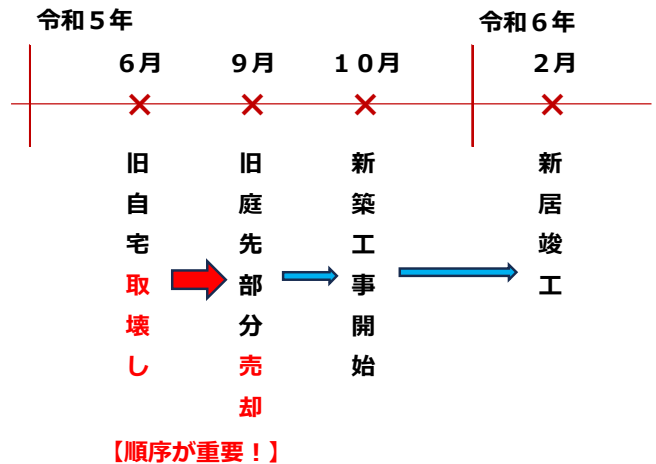 令和５年
令和６年
６月
９月
１０月
２月
旧自宅取壊し
旧庭先部分売却
新築工事開始
新居竣工
【順序が重要！】